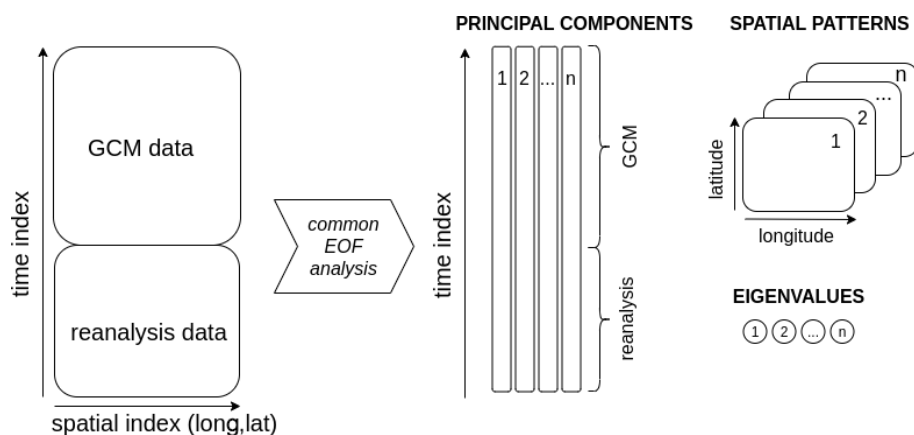 GCM data
reanalysis data
time index
spatial index (long,lat)
common
EOF
analysis
PRINCIPAL COMPONENTS
time index
1 2 ... n
GCM
reanalysis
SPATIAL PATTERNS
n
...
2
1
latitude
longitude
EIGENVALUES
1 2 ... n